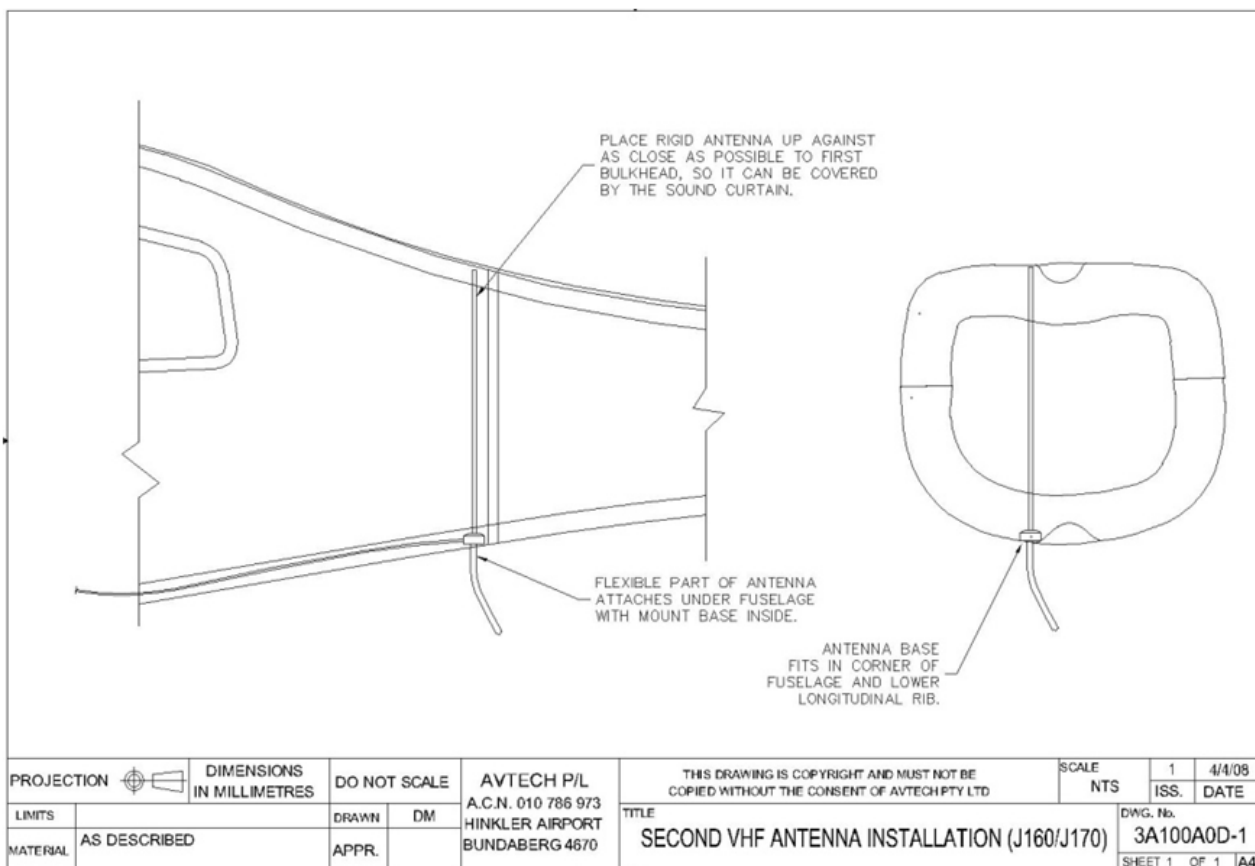 PLACE RIGID ANTENNA UP AGAINST
AS CLOSE AS POSSIBLE TO FIRST
BULKHEAD, SO IT CAN BE COVERED
BY THE SOUND CURTAIN.
FLEXIBLE PART OF ANTENNA
ATTACHES UNDER FUSELAGE
WITH MOUNT BASE INSIDE.
ANTENNA BASE
FITS IN CORNER OF
FUSELAGE AND LOWER
LONGITUDINAL RIB.
PROJECTION
DIMENSIONS
IN MILLIMETRES
DO NOT SCALE
LIMITS
DRAWN DM
MATERIAL AS DESCRIBED
APPR.
AVTECH P/L
A.C.N. 010 786 973
HINKLER AIRPORT
BUNDABERG 4670
THIS DRAWING IS COPYRIGHT AND MUST NOT BE
COPIED WITHOUT THE CONSENT OF AVTECH PTY LTD
SCALE
NTS
1 4/4/08
ISS. DATE
TITLE
SECOND VHF ANTENNA INSTALLATION (J160/J170)
DWG. No.
3A100A0D-1
SHEET 1 OF 1 A4